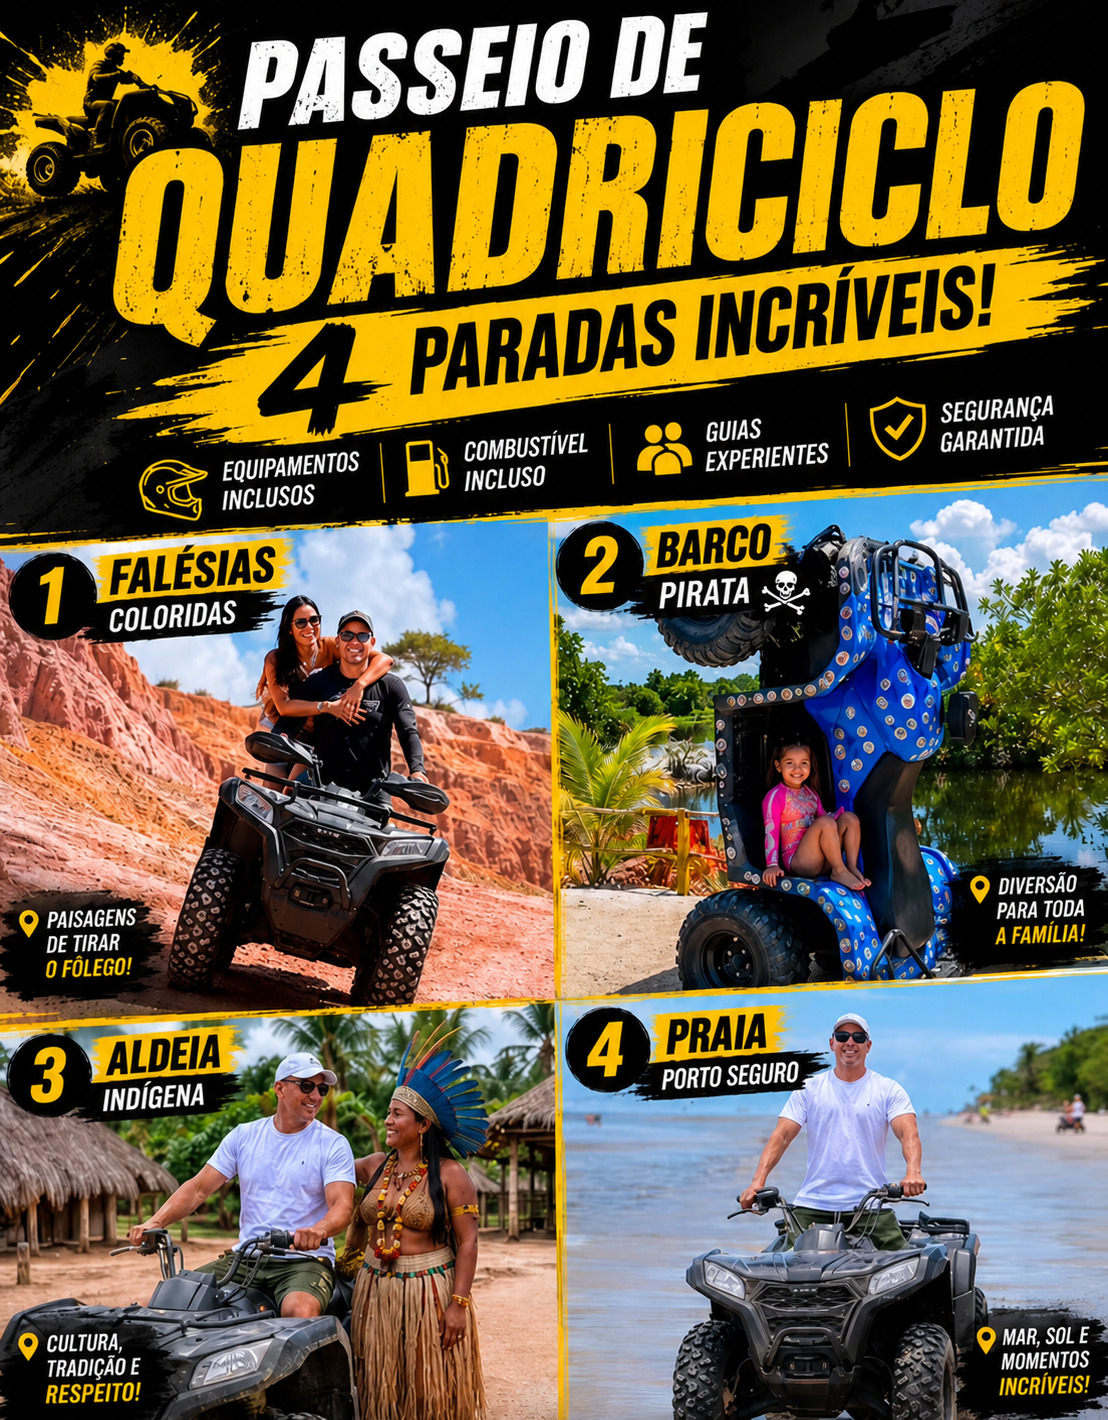 PASSEIO DE
QUADRICICLO
4 PARADAS INCRÍVEIS!
EQUIPAMENTOS
INCLUSOS
COMBUSTÍVEL
INCLUSO
GUIAS
EXPERIENTES
SEGURANÇA
GARANTIDA
1 FALÉSIAS
COLORIDAS
PAISAGENS
DE TIRAR
O FÔLEGO!
2 BARCO
PIRATA
DIVERSÃO
PARA TODA
A FAMÍLIA!
3 ALDEIA
INDÍGENA
CULTURA,
TRADIÇÃO E
RESPEITO!
4 PRAIA
PORTO SEGURO
MAR, SOL E
MOMENTOS
INCRÍVEIS!